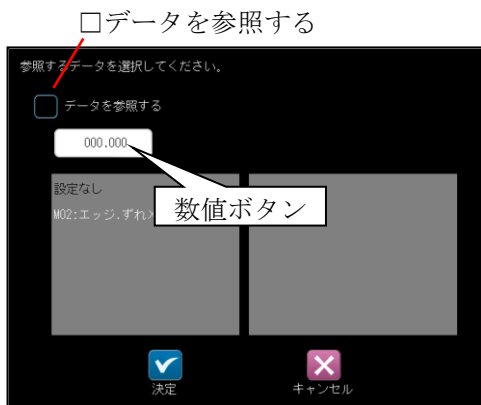 □データを参照する
参照するデータを選択してください。
データを参照する
000.000
設定なし
数値ボタン
M02:エッジ.ずれX
決定
キャンセル